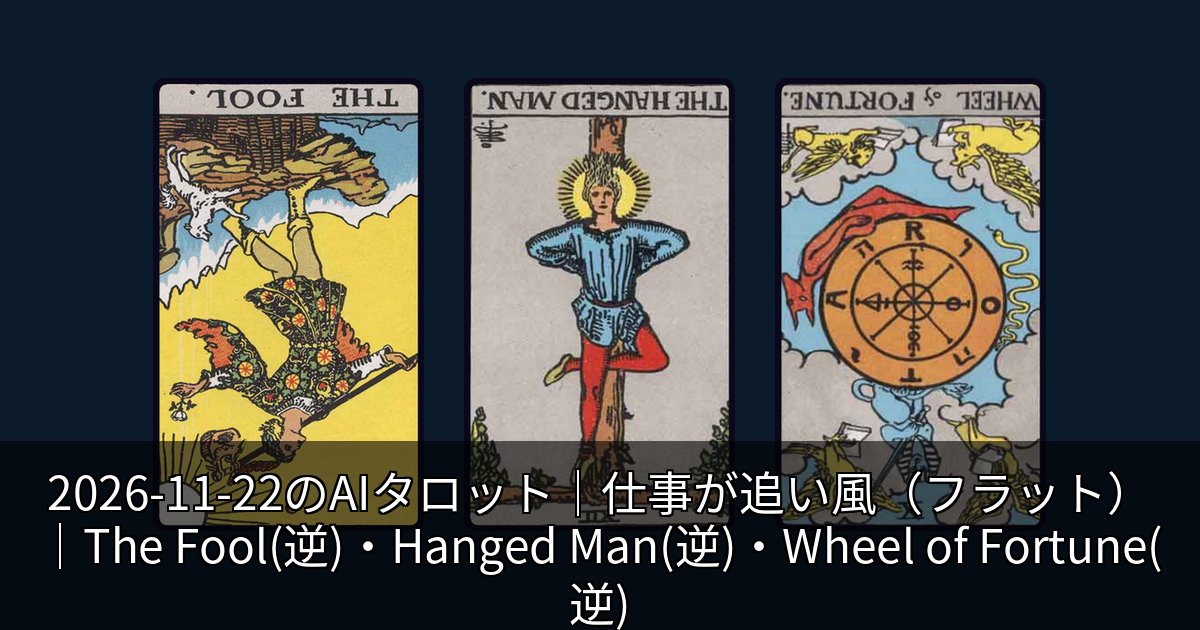 THE FOOL.
THE HANGED MAN.
WHEEL of FORTUNE.
R
O
T
A
2026-11-22のAIタロット｜仕事が追い風（フラット）
｜The Fool(逆)・Hanged Man(逆)・Wheel of Fortune(
逆)
XII